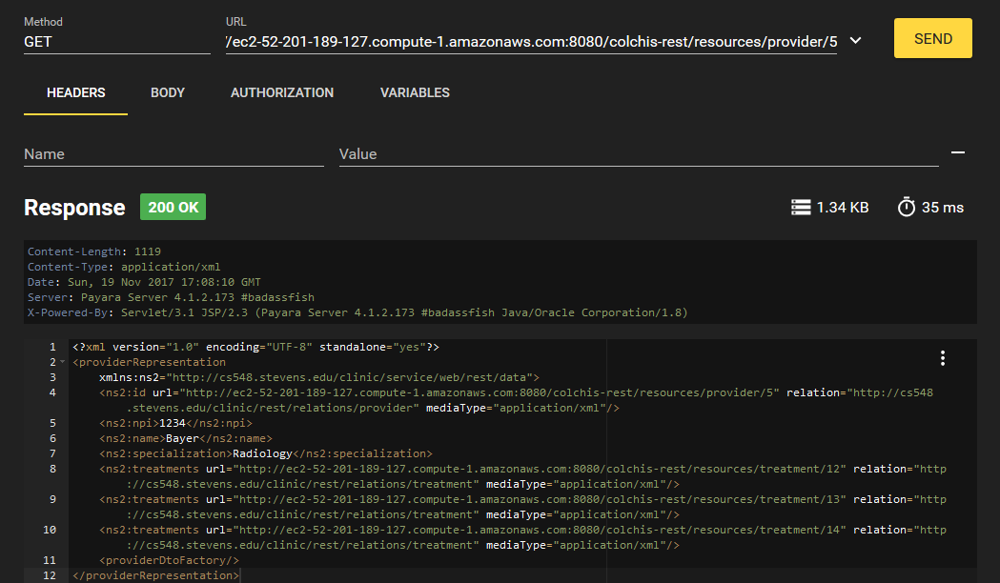 Method
URL
GET
/ec2-52-201-189-127.compute-1.amazonaws.com:8080/colchis-rest/resources/provider/5
SEND
HEADERS
BODY
AUTHORIZATION
VARIABLES
Name
Value
Response
200 OK
1.34 KB
35 ms
Content-Length: 1119
Content-Type: application/xml
Date: Sun, 19 Nov 2017 17:08:10 GMT
Server: Payara Server 4.1.2.173 #badassfish
X-Powered-By: Servlet/3.1 JSP/2.3 (Payara Server 4.1.2.173 #badassfish Java/Oracle Corporation/1.8)
1 <?xml version="1.0" encoding="UTF-8" standalone="yes"?>
2 <providerRepresentation
3 xmlns:ns2="http://cs548.stevens.edu/clinic/service/web/rest/data">
4 <ns2:id url="http://ec2-52-201-189-127.compute-1.amazonaws.com:8080/colchis-rest/resources/provider/5" relation="http://cs548
.stevens.edu/clinic/rest/relations/provider" mediaType="application/xml"/>
5 <ns2:npi>1234</ns2:npi>
6 <ns2:name>Bayer</ns2:name>
7 <ns2:specialization>Radiology</ns2:specialization>
8 <ns2:treatments url="http://ec2-52-201-189-127.compute-1.amazonaws.com:8080/colchis-rest/resources/treatment/12" relation="http
://cs548.stevens.edu/clinic/rest/relations/treatment" mediaType="application/xml"/>
9 <ns2:treatments url="http://ec2-52-201-189-127.compute-1.amazonaws.com:8080/colchis-rest/resources/treatment/13" relation="http
://cs548.stevens.edu/clinic/rest/relations/treatment" mediaType="application/xml"/>
10 <ns2:treatments url="http://ec2-52-201-189-127.compute-1.amazonaws.com:8080/colchis-rest/resources/treatment/14" relation="http
://cs548.stevens.edu/clinic/rest/relations/treatment" mediaType="application/xml"/>
11 <providerDtoFactory/>
12 </providerRepresentation>